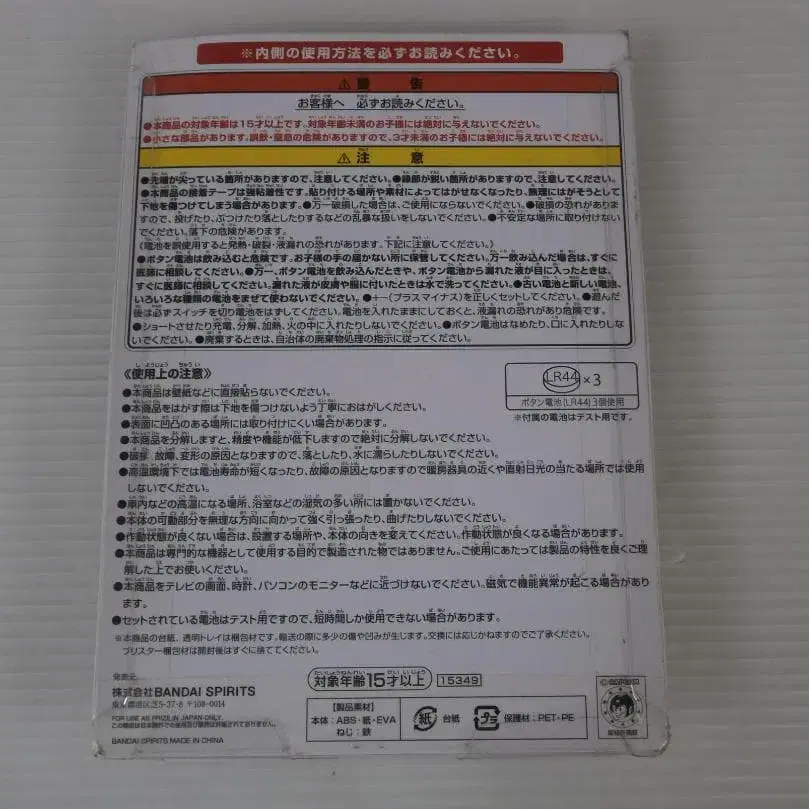 ※内側の使用方法を必ずお読みください。
⚠警 告
お客様へ 必ずお読みください。
●本商品の対象年齢は15才以上です。対象年齢未満のお子様には絶対に与えないでください。
●小さな部品があります。誤飲・窒息の危険がありますので、3才未満のお子様には絶対に与えないでください。
⚠注 意
●先端が尖っている箇所がありますので、注意してください。●縁部が鋭い箇所がありますので、注意してください。
●本商品の接着テープは強粘着性です。貼り付ける場所や素材によってはがせなくなったり、無理にはがそうとして
下地を傷つけてしまう場合があります。●万一破損した場合は、ご使用にならないでください。●破損の恐れがありま
すので、投げたり、ぶつけたり落としたりするなどの乱暴な扱いをしないでください。●不安定な場所に取り付けない
でください。落下の危険があります。
《電池を誤使用すると発熱・破裂・液漏れの恐れがあります。下記に注意してください。》
●ボタン電池は飲み込むと危険です。お子様の手の届かない所に保管してください。万一飲み込んだ場合は、すぐに
医師に相談してください。●万一、ボタン電池を飲み込んだときや、ボタン電池から漏れた液が目に入ったときは、
すぐに医師に相談してください。漏れた液が皮膚や服に付いたときは水で洗ってください。●古い電池と新しい電池、
いろいろな種類の電池をまぜて使わないでください。●+−(プラスマイナス)を正しくセットしてください。●遊んだ
後は必ずスイッチを切り電池をはずしてください。電池を入れたままにしておくと、液漏れの恐れがあり危険です。
●ショートさせたり充電、分解、加熱、火の中に入れたりしないでください。●ボタン電池はなめたり、口に入れたりしな
いでください。●廃棄するときは、自治体の廃棄物処理の指示に従ってください。
《使用上の注意》
●本商品は壁紙などに直接貼らないでください。
●本商品をはがす際は下地を傷つけないよう丁寧におはがしください。
●表面に凹凸のある場所には取り付けにくい場合があります。
●本商品を分解しますと、精度や機能が低下しますので絶対に分解しないでください。
●破損、故障、変形の原因となりますので、落としたり、水に濡らしたりしないでください。
●高温環境下では電池寿命が短くなったり、故障の原因となりますので暖房器具の近くや直射日光の当たる場所では使用
しないでください。
●車内などの高温になる場所、浴室などの湿気の多い所には置かないでください。
●本体の可動部分を無理な方向に向かって強く引っ張ったり、曲げたりしないでください。
●作動状態が良くない場合は、設置する場所や、本体の向きを変えてください。作動状態が良くなる場合があります。
●本商品は専門的な機器として使用する目的で製造された物ではありません。ご使用にあたっては製品の特性を良くご理
解した上でお使いください。
●本商品をテレビの画面、時計、パソコンのモニターなどに近づけないでください。磁気で機能異常が起こる場合があり
ます。
●セットされている電池はテスト用ですので、短時間しか使用できない場合があります。
※本商品の台紙、透明トレイは梱包材です。輸送の際に多少の傷や凹みが生じます。交換には応じかねますのでご了承ください。
ブリスター梱包材は開封後はすぐに捨ててください。
LR44×3
ボタン電池(LR44)3個使用
※付属の電池はテスト用です。
発売元
株式会社BANDAI SPIRITS
東京都港区芝5-37-8 〒108-0014
FOR USE AS PRIZE IN JAPAN ONLY.
BANDAI SPIRITS MADE IN CHINA
対象年齢15才以上
15349
【製品素材】
本体：ABS・紙・EVA
ねじ：鉄
紙 台紙
プラ 保護材：PET・PE